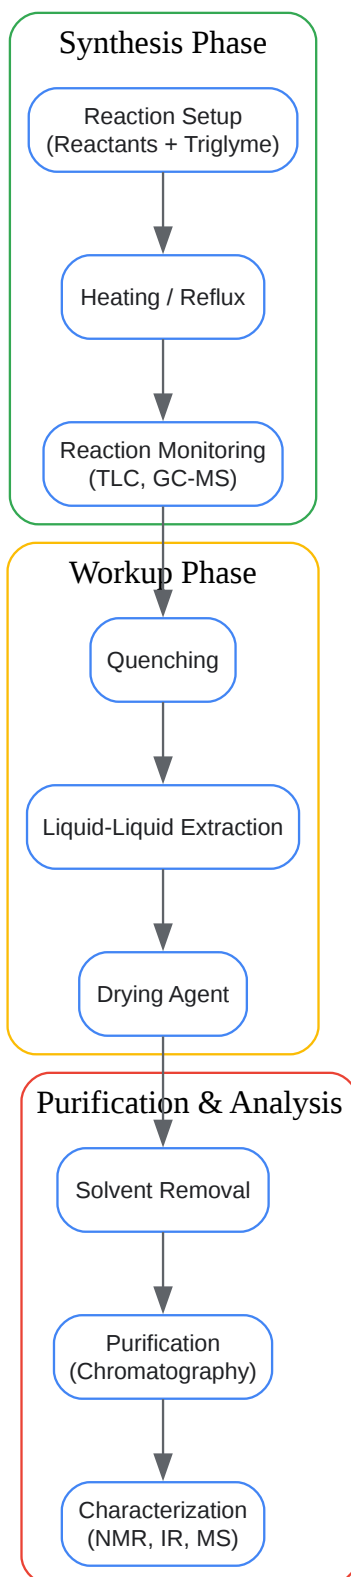 Synthesis Phase
Reaction Setup
(Reactants + Triglyme)
Heating / Reflux
Reaction Monitoring
(TLC, GC-MS)
Workup Phase
Quenching
Liquid-Liquid Extraction
Drying Agent
Purification & Analysis
Solvent Removal
Purification
(Chromatography)
Characterization
(NMR, IR, MS)